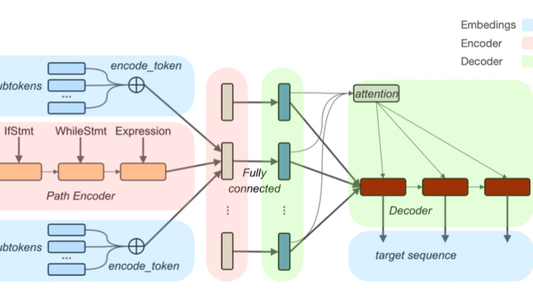 Embedings
Encoder
Decoder
encode_token
ubtokens
...
IfStmt WhileStmt Expression
Path Encoder
Fully
connected
...
...
attention
Decoder
target sequence
ubtokens
...
encode_token